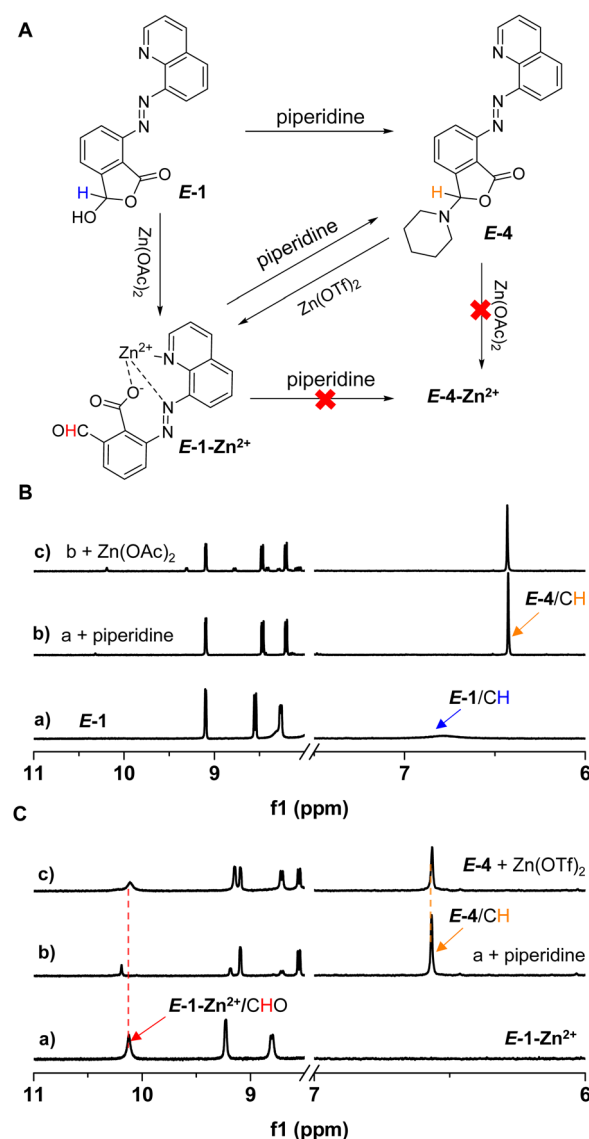 A
N
N
N
N
N
N
piperidine
H
O
O
HO
E-1
H
O
O
N
E-4
Zn(OAc)2
piperidine
Zn(OTf)2
Zn(OAc)2
Zn2+
N
O-
O
N
N
OHC
E-1-Zn2+
piperidine
E-4-Zn2+
B
c) b + Zn(OAc)2
b) a + piperidine
E-4/CH
a) E-1
E-1/CH
11 10 9 7 6
f1 (ppm)
C
c) E-4 + Zn(OTf)2
E-4/CH
b) a + piperidine
E-1-Zn2+/CHO
a) E-1-Zn2+
11 10 9 7 6
f1 (ppm)